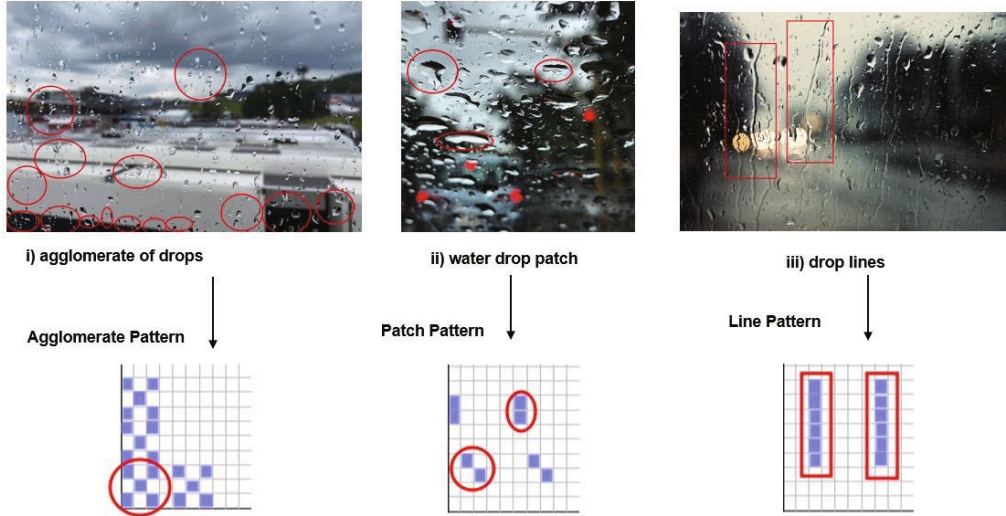 i) agglomerate of drops
ii) water drop patch
iii) drop lines
Agglomerate Pattern
Patch Pattern
Line Pattern